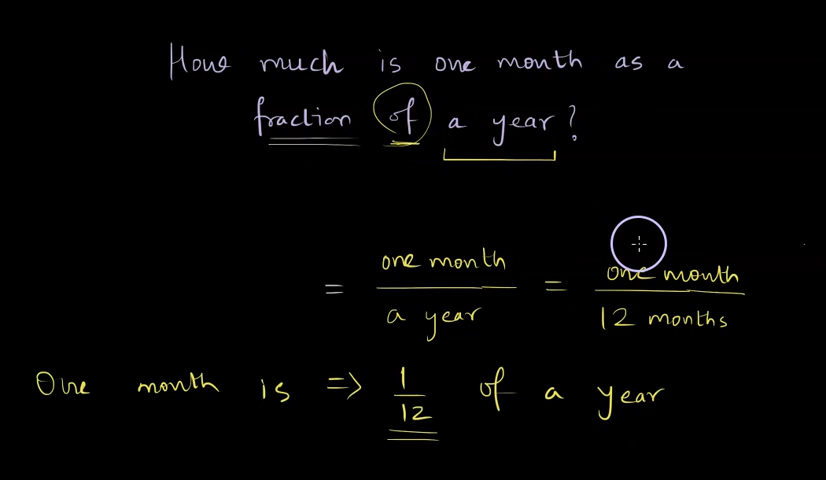 How much is one month as a
fraction of a year?
= one month / a year = one month / 12 months
One month is => 1/12 of a year